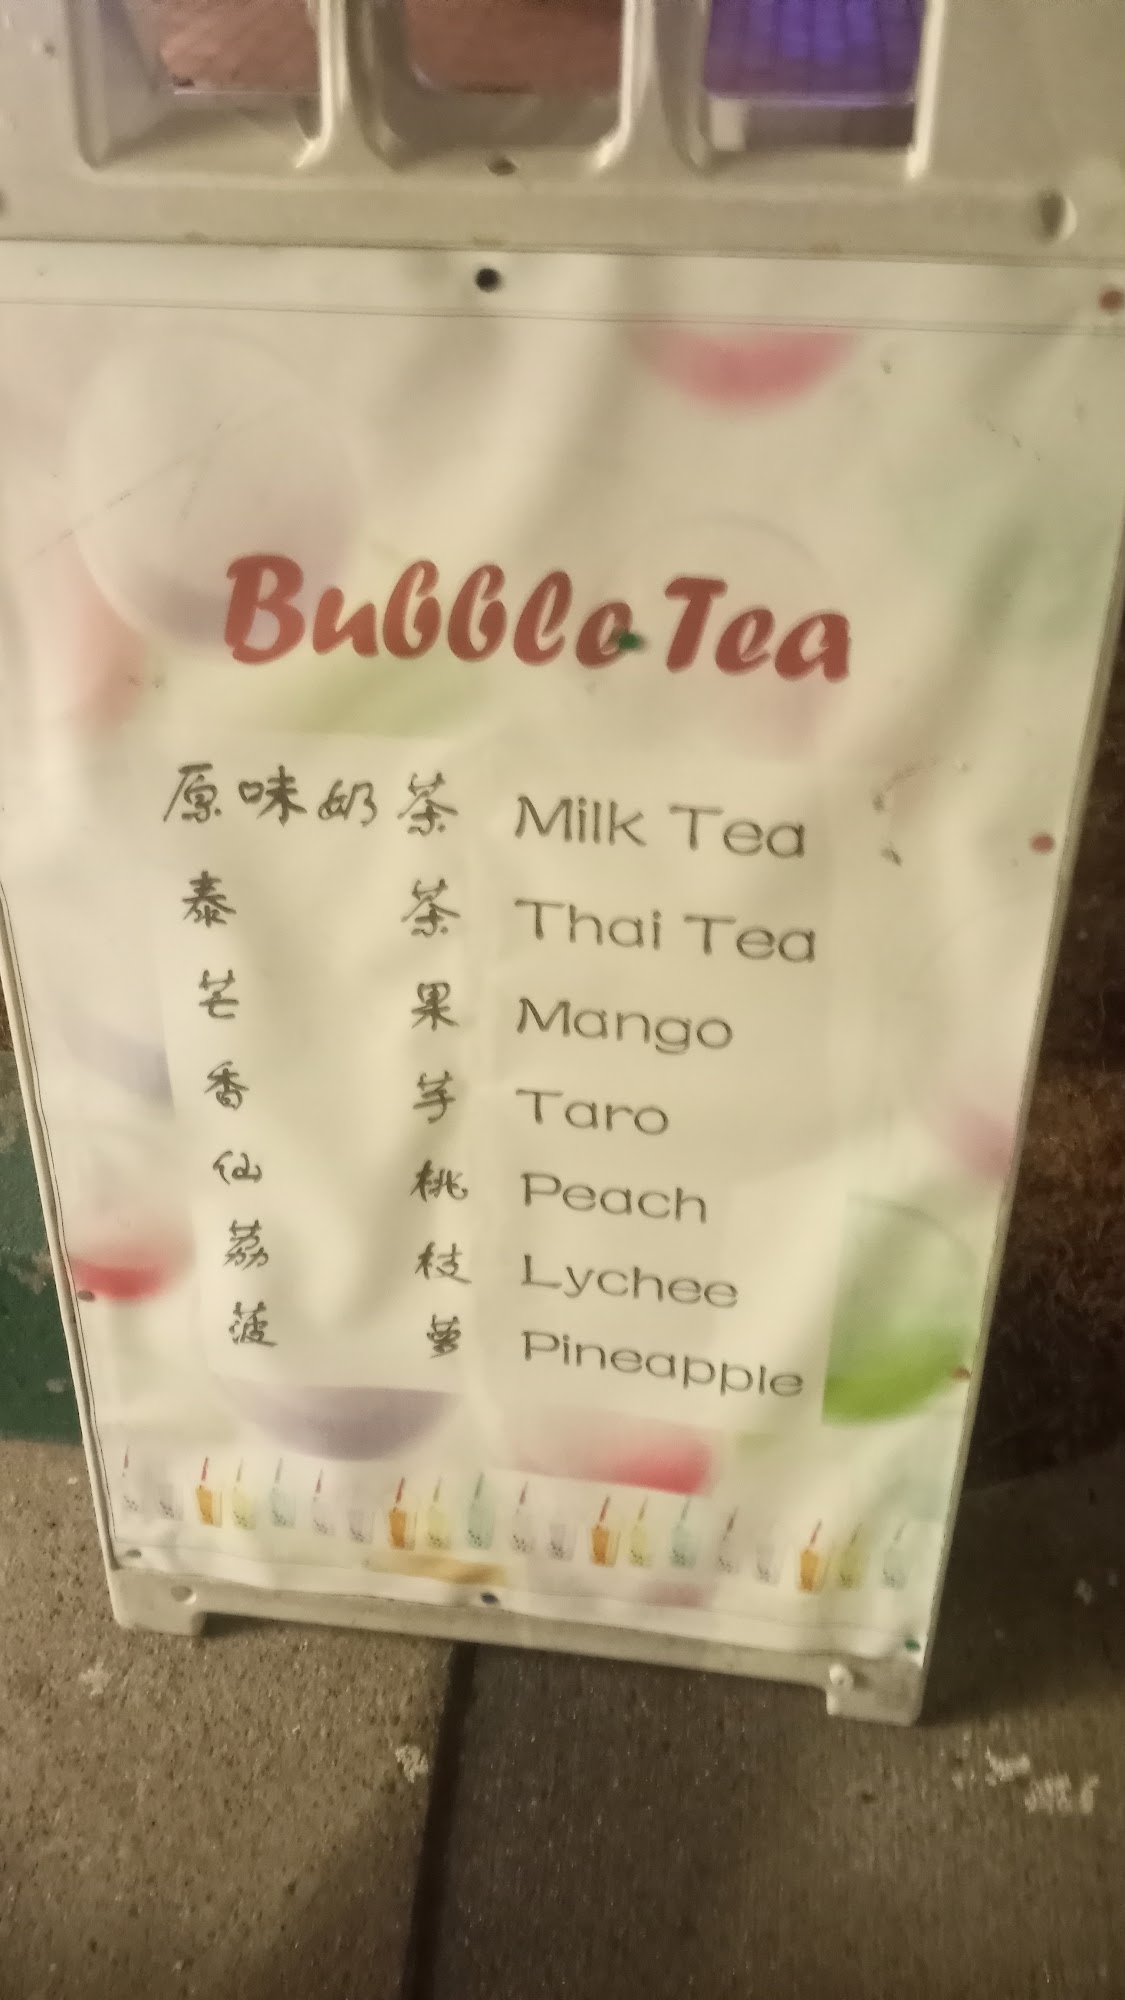 Bubble Tea
原味奶茶 Milk Tea
泰茶 Thai Tea
芒果 Mango
香芋 Taro
仙桃 Peach
荔枝 Lychee
菠萝 Pineapple